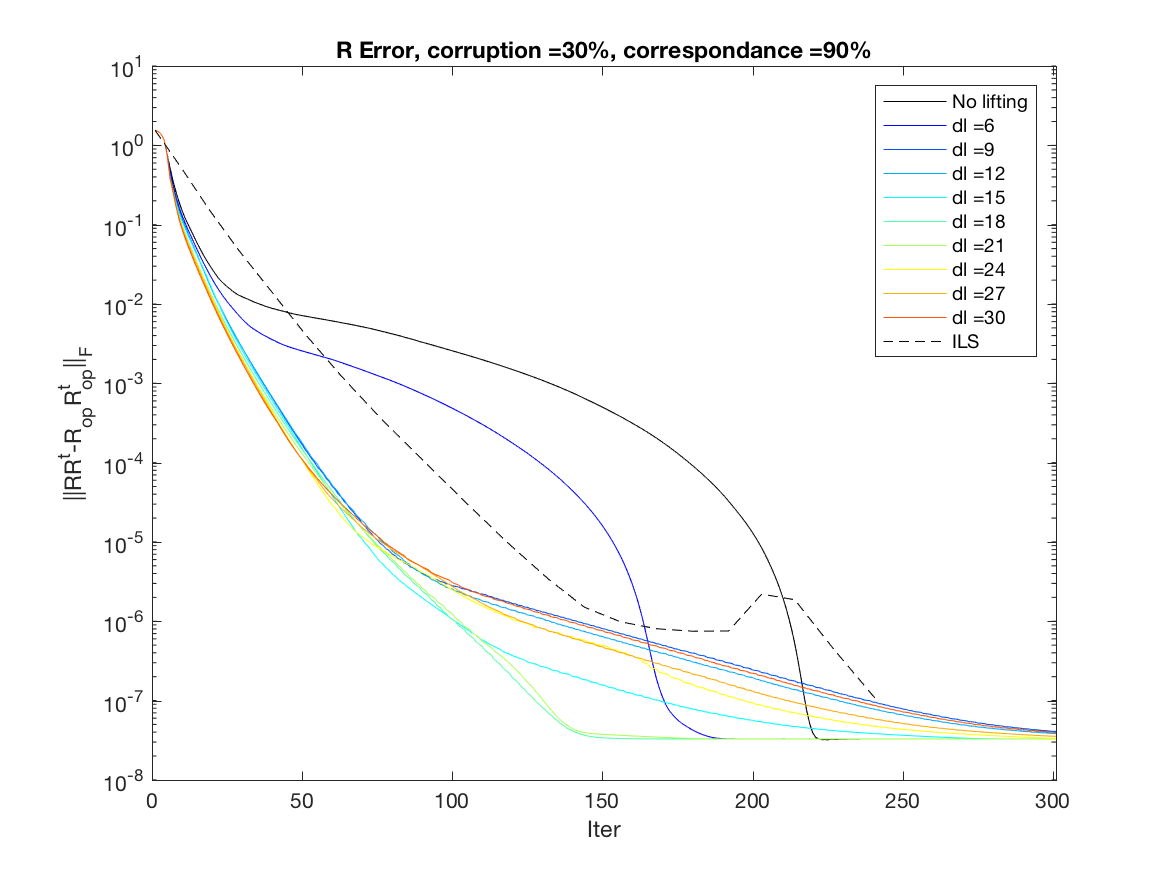 R Error, corruption =30%, correspondance =90%
10^1
10^0
10^-1
10^-2
10^-3
10^-4
10^-5
10^-6
10^-7
10^-8
||RR^t-R_op R_op^t||_F
No lifting
dl =6
dl =9
dl =12
dl =15
dl =18
dl =21
dl =24
dl =27
dl =30
ILS
0 50 100 150 200 250 300
Iter